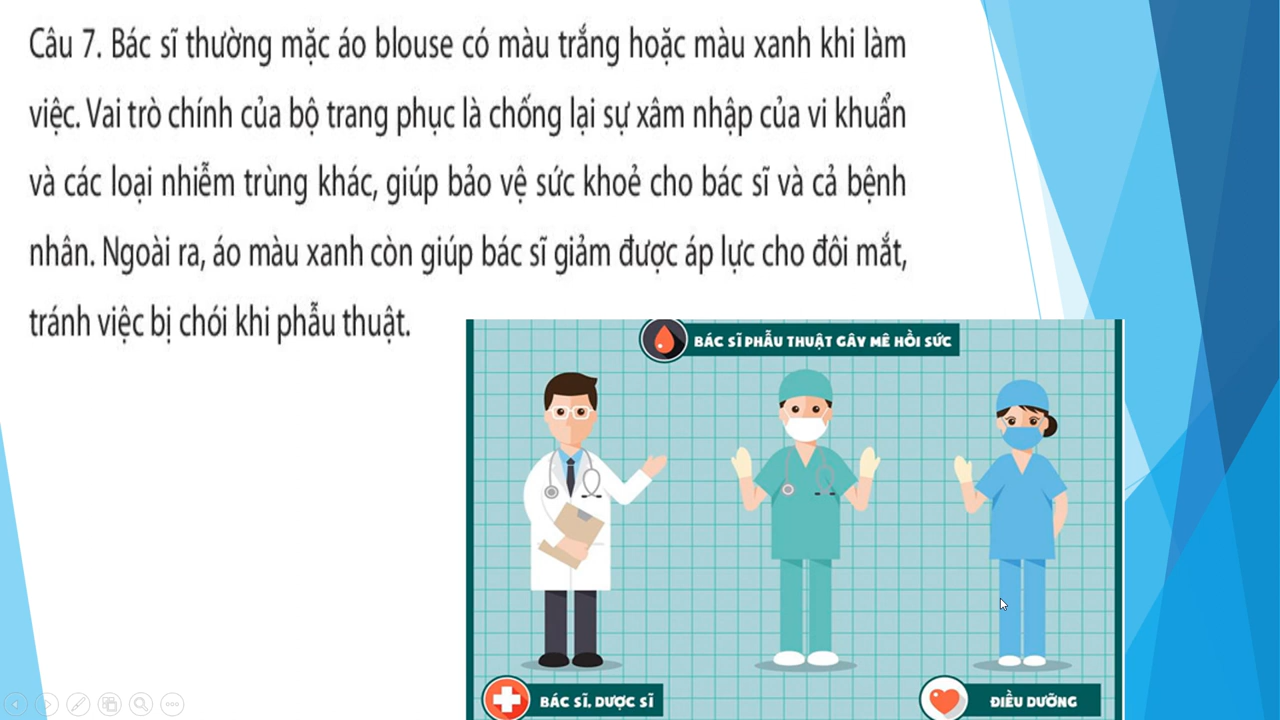 Câu 7. Bác sĩ thường mặc áo blouse có màu trắng hoặc màu xanh khi làm
việc. Vai trò chính của bộ trang phục là chống lại sự xâm nhập của vi khuẩn
và các loại nhiễm trùng khác, giúp bảo vệ sức khoẻ cho bác sĩ và cả bệnh
nhân. Ngoài ra, áo màu xanh còn giúp bác sĩ giảm được áp lực cho đôi mắt,
tránh việc bị chói khi phẫu thuật.
BÁC SĨ PHẪU THUẬT GÂY MÊ HỒI SỨC
BÁC SĨ, DƯỢC SĨ
ĐIỀU DƯỠNG